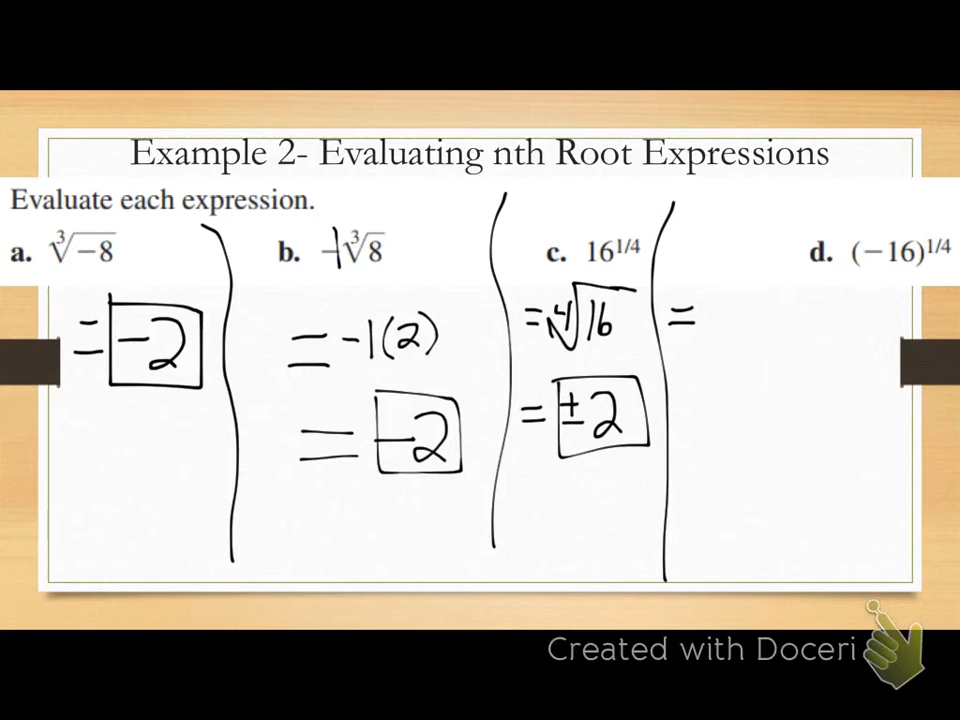 Example 2- Evaluating nth Root Expressions
Evaluate each expression.
a. ∛−8
= −2
b. −1∛8
= −1(2)
= −2
c. 16^1/4
= ∜16
= ±2
d. (−16)^1/4
=
Created with Doceri